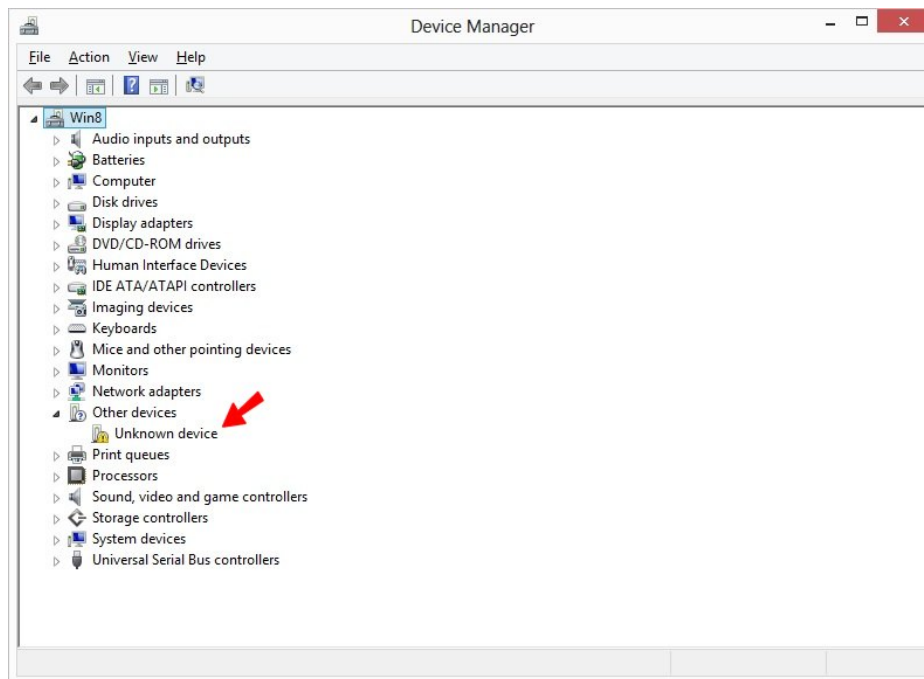 Device Manager
File Action View Help
Win8
Audio inputs and outputs
Batteries
Computer
Disk drives
Display adapters
DVD/CD-ROM drives
Human Interface Devices
IDE ATA/ATAPI controllers
Imaging devices
Keyboards
Mice and other pointing devices
Monitors
Network adapters
Other devices
Unknown device
Print queues
Processors
Sound, video and game controllers
Storage controllers
System devices
Universal Serial Bus controllers